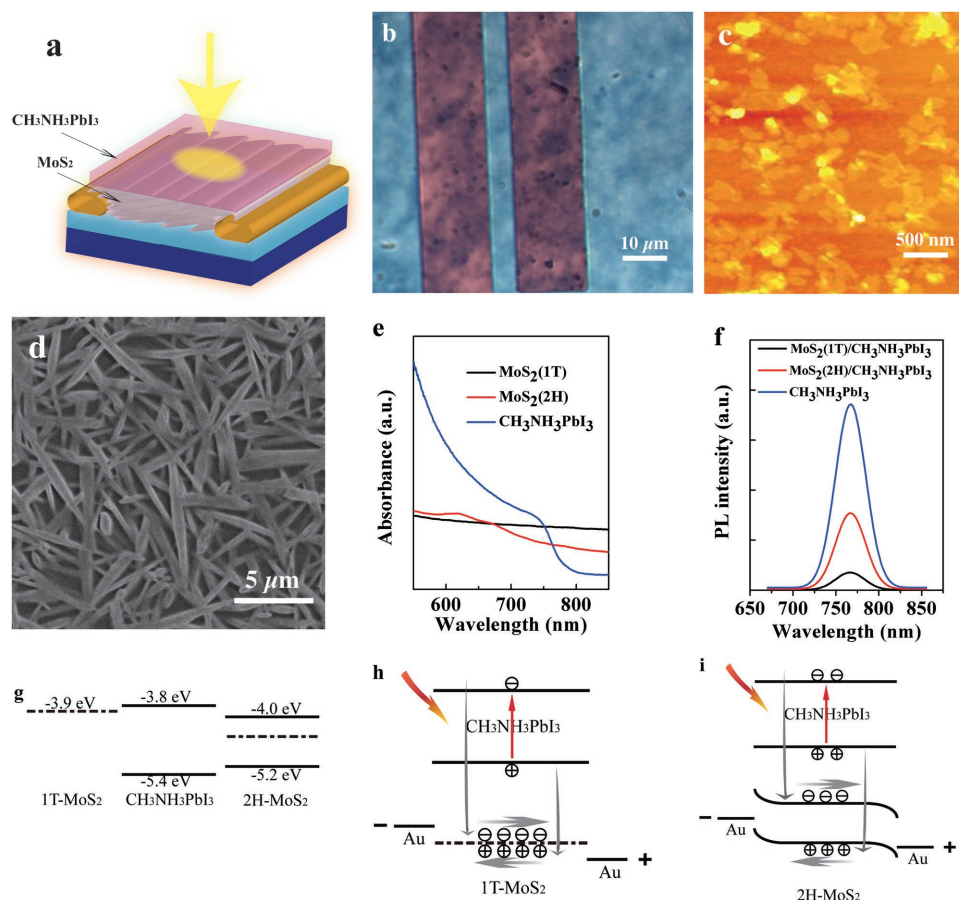 a
CH3NH3PbI3
MoS2
b
10 μm
c
500 nm
d
5 μm
e
MoS2(1T)
MoS2(2H)
CH3NH3PbI3
Absorbance (a.u.)
600 700 800
Wavelength (nm)
f
MoS2(1T)/CH3NH3PbI3
MoS2(2H)/CH3NH3PbI3
CH3NH3PbI3
PL intensity (a.u.)
650 700 750 800 850
Wavelength (nm)
g
-3.9 eV
-3.8 eV
-4.0 eV
-5.4 eV
-5.2 eV
1T-MoS2
CH3NH3PbI3
2H-MoS2
h
CH3NH3PbI3
Au
Au
1T-MoS2
i
CH3NH3PbI3
Au
Au
2H-MoS2